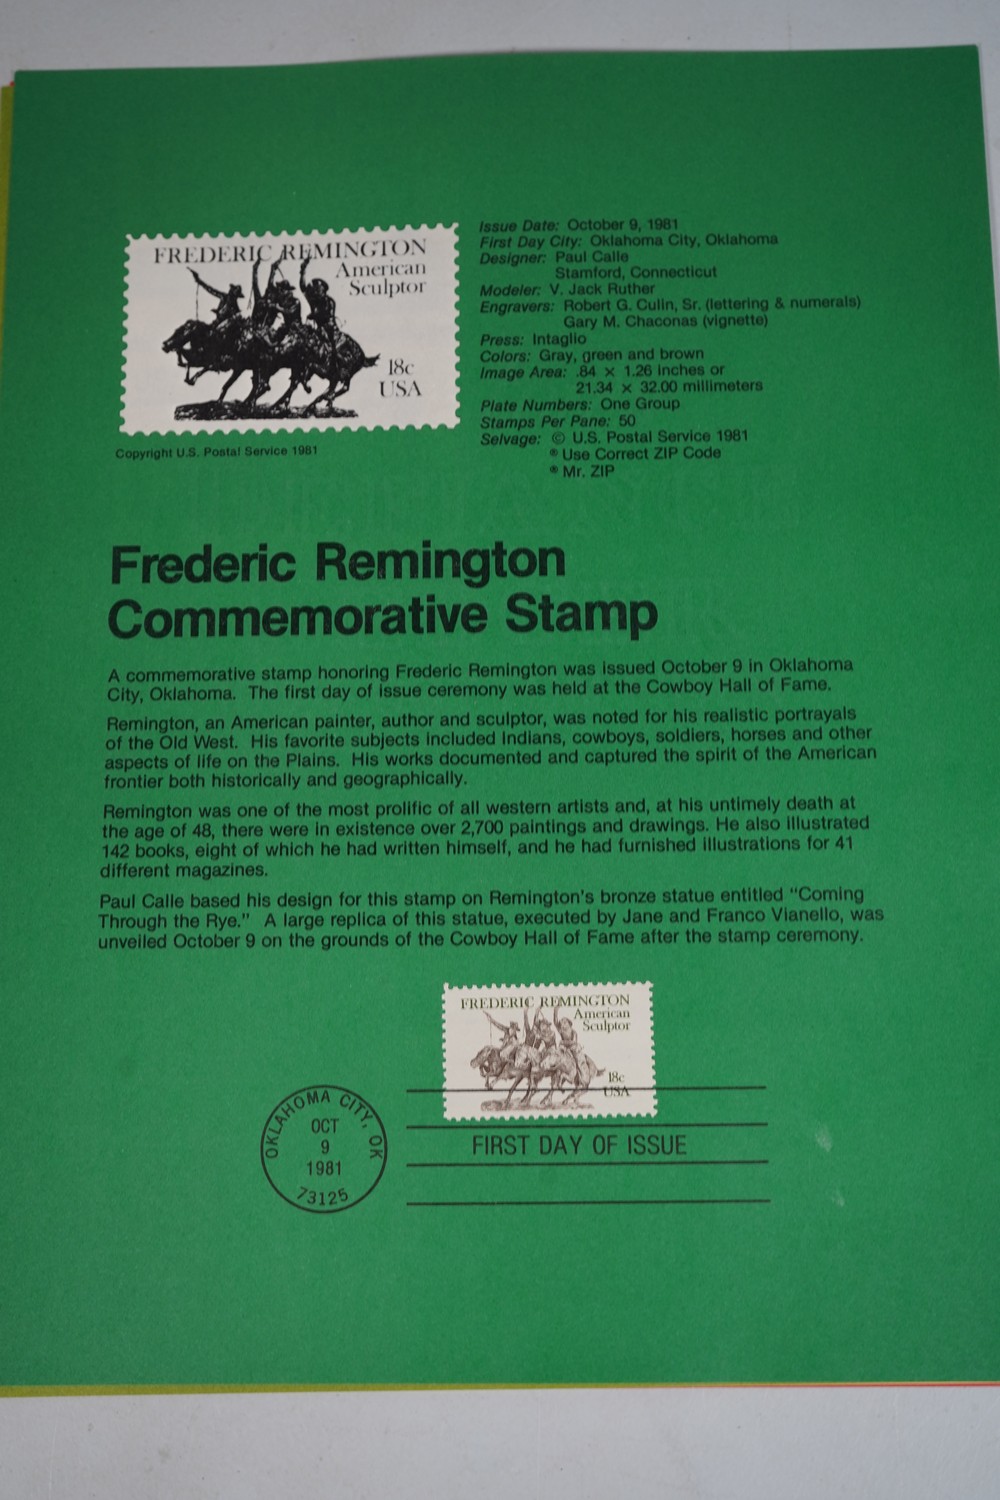 FREDERIC REMINGTON
American
Sculptor
18c
USA
Copyright U.S. Postal Service 1981
Issue Date: October 9, 1981
First Day City: Oklahoma City, Oklahoma
Designer: Paul Calle
Stamford, Connecticut
Modeler: V. Jack Ruther
Engravers: Robert G. Culin, Sr. (lettering & numerals)
Gary M. Chaconas (vignette)
Press: Intaglio
Colors: Gray, green and brown
Image Area: .84 × 1.26 inches or
21.34 × 32.00 millimeters
Plate Numbers: One Group
Stamps Per Pane: 50
Selvage: © U.S. Postal Service 1981
® Use Correct ZIP Code
® Mr. ZIP
Frederic Remington
Commemorative Stamp
A commemorative stamp honoring Frederic Remington was issued October 9 in Oklahoma
City, Oklahoma. The first day of issue ceremony was held at the Cowboy Hall of Fame.
Remington, an American painter, author and sculptor, was noted for his realistic portrayals
of the Old West. His favorite subjects included Indians, cowboys, soldiers, horses and other
aspects of life on the Plains. His works documented and captured the spirit of the American
frontier both historically and geographically.
Remington was one of the most prolific of all western artists and, at his untimely death at
the age of 48, there were in existence over 2,700 paintings and drawings. He also illustrated
142 books, eight of which he had written himself, and he had furnished illustrations for 41
different magazines.
Paul Calle based his design for this stamp on Remington's bronze statue entitled "Coming
Through the Rye." A large replica of this statue, executed by Jane and Franco Vianello, was
unveiled October 9 on the grounds of the Cowboy Hall of Fame after the stamp ceremony.
FREDERIC REMINGTON
American
Sculptor
18c
USA
OKLAHOMA CITY, OK
OCT
9
1981
73125
FIRST DAY OF ISSUE